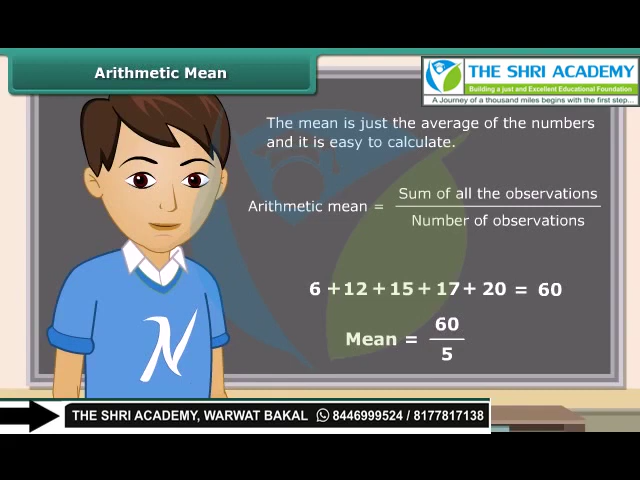 Arithmetic Mean
THE SHRI ACADEMY
Building a just and Excellent Educational Foundation
A Journey of a thousand miles begins with the first step...
The mean is just the average of the numbers
and it is easy to calculate.
Arithmetic mean = Sum of all the observations
Number of observations
6 + 12 + 15 + 17 + 20 = 60
Mean = 60
5
N
THE SHRI ACADEMY, WARWAT BAKAL 8446999524 / 8177817138